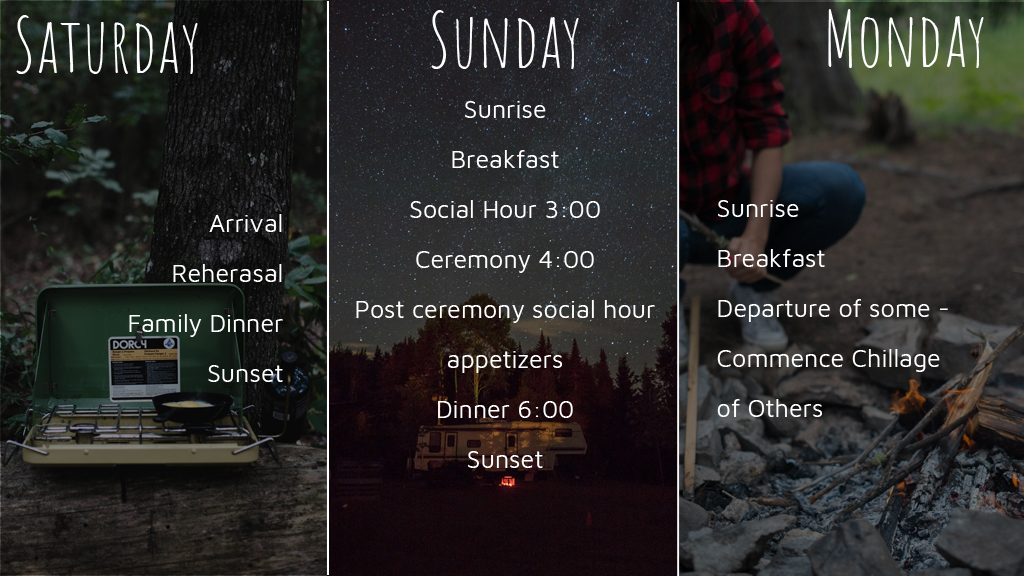 Saturday
Arrival
Reherasal
Family Dinner
Sunset
DORCY
Sunday
Sunrise
Breakfast
Social Hour 3:00
Ceremony 4:00
Post ceremony social hour
appetizers
Dinner 6:00
Sunset
Monday
Sunrise
Breakfast
Departure of some -
Commence Chillage
of Others